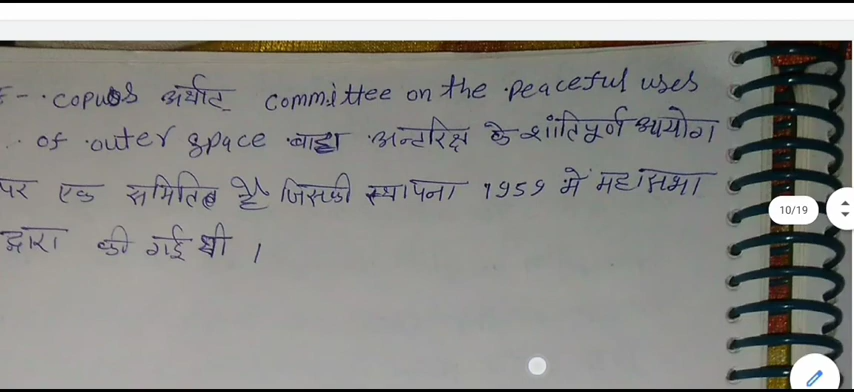 - . COPUOS अर्थात committee on the peaceful uses
of outer space बाह्य अन्तरिक्ष के शांतिपूर्ण उपयोग
पर एक समिति है जिसकी स्थापना 1959 में महासभा
द्वारा की गई थी ।
10/19